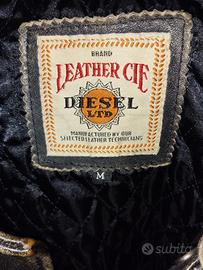 BRAND
LEATHER CIE
DIESEL
LTD
MANUFACTURED BY OUR
SELECTED LEATHER TECHNICIANS
M
subito